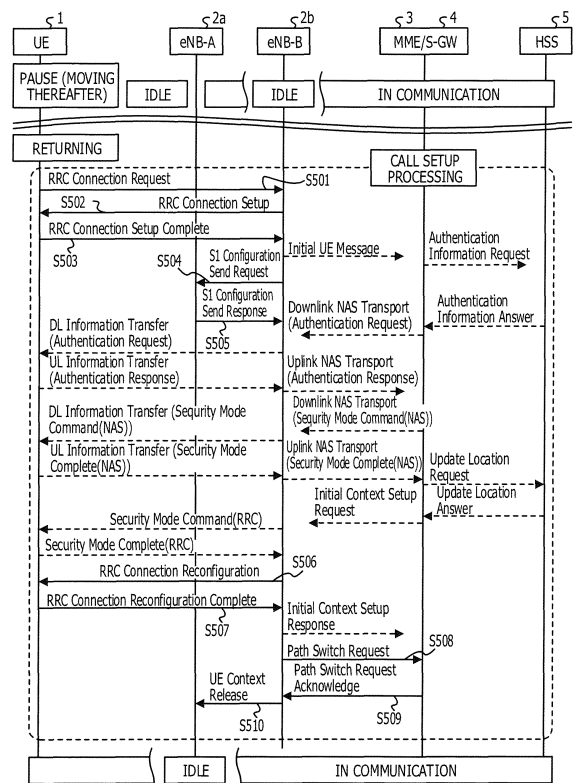 1
2a
2b
3
4
5
UE
eNB-A
eNB-B
MME/S-GW
HSS
PAUSE (MOVING
THEREAFTER)
IDLE
IDLE
IN COMMUNICATION
RETURNING
CALL SETUP
PROCESSING
RRC Connection Request
S501
S502
RRC Connection Setup
RRC Connection Setup Complete
S503
Initial UE Message
Authentication
Information Request
S504
S1 Configuration
Send Request
S1 Configuration
Send Response
S505
Downlink NAS Transport
(Authentication Request)
Authentication
Information Answer
DL Information Transfer
(Authentication Request)
UL Information Transfer
(Authentication Response)
Uplink NAS Transport
(Authentication Response)
Downlink NAS Transport
(Sequrity Mode Command(NAS))
DL Information Transfer (Sequrity Mode
Command(NAS))
UL Information Transfer (Security Mode
Complete(NAS))
Uplink NAS Transport
(Security Mode Complete(NAS))
Update Location
Request
Initial Context Setup
Request
Update Location
Answer
Security Mode Command(RRC)
Security Mode Complete(RRC)
RRC Connection Reconfiguration
S506
RRC Connection Reconfiguration Complete
S507
Initial Context Setup
Response
Path Switch Request
S508
UE Context
Release
Path Switch Request
Acknowledge
S510
S509
IDLE
IN COMMUNICATION